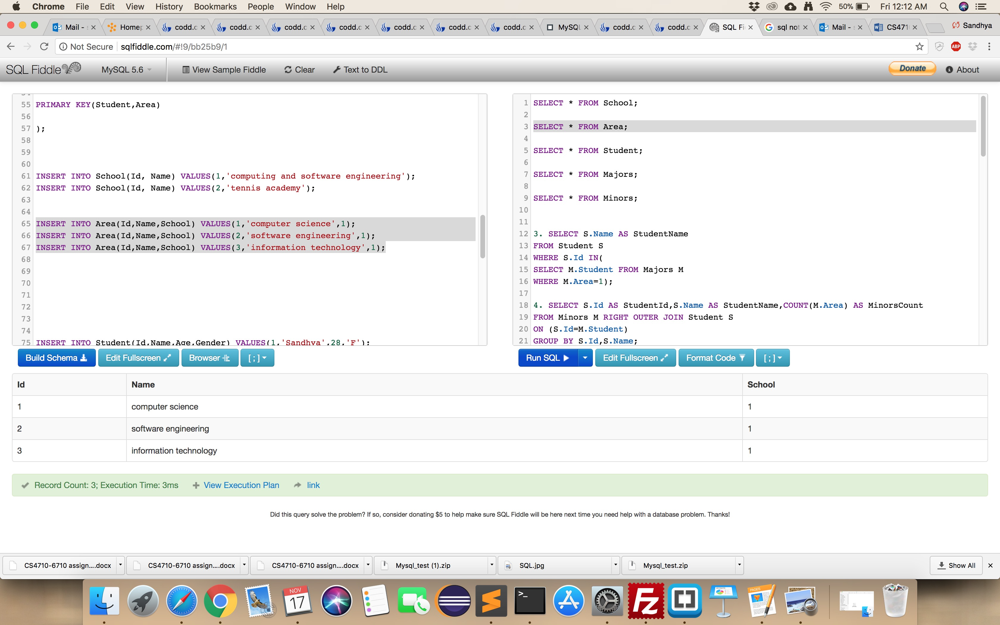 Chrome File Edit View History Bookmarks People Window Help 50% Fri 12:12 AM
Mail - Homep codd.c codd.c codd.c codd.c codd.c codd.c codd.c MySQL codd.c codd.c SQL Fi sql not Mail - CS471 Sandhya
Not Secure sqlfiddle.com/#!9/bb25b9/1 ABP
SQL Fiddle MySQL 5.6 View Sample Fiddle Clear Text to DDL Donate About
55 PRIMARY KEY(Student,Area)
56
57 );
58
59
60
61 INSERT INTO School(Id, Name) VALUES(1,'computing and software engineering');
62 INSERT INTO School(Id, Name) VALUES(2,'tennis academy');
63
64
65 INSERT INTO Area(Id,Name,School) VALUES(1,'computer science',1);
66 INSERT INTO Area(Id,Name,School) VALUES(2,'software engineering',1);
67 INSERT INTO Area(Id,Name,School) VALUES(3,'information technology',1);
68
69
70
71
72
73
74
75 INSERT INTO Student(Id,Name,Age,Gender) VALUES(1,'Sandhya',28,'F');
1 SELECT * FROM School;
2
3 SELECT * FROM Area;
4
5 SELECT * FROM Student;
6
7 SELECT * FROM Majors;
8
9 SELECT * FROM Minors;
10
11
12 3. SELECT S.Name AS StudentName
13 FROM Student S
14 WHERE S.Id IN(
15 SELECT M.Student FROM Majors M
16 WHERE M.Area=1);
17
18 4. SELECT S.Id AS StudentId,S.Name AS StudentName,COUNT(M.Area) AS MinorsCount
19 FROM Minors M RIGHT OUTER JOIN Student S
20 ON (S.Id=M.Student)
21 GROUP BY S.Id,S.Name;
Build Schema Edit Fullscreen Browser [ ; ] Run SQL Edit Fullscreen Format Code [ ; ]
Id Name School
1 computer science 1
2 software engineering 1
3 information technology 1
Record Count: 3; Execution Time: 3ms View Execution Plan link
Did this query solve the problem? If so, consider donating $5 to help make sure SQL Fiddle will be here next time you need help with a database problem. Thanks!
CS4710-6710 assign....docx CS4710-6710 assign....docx CS4710-6710 assign....docx Mysql_test (1).zip SQL.jpg Mysql_test.zip Show All
NOV
17
>_
Fz
KEYNOTE
PAGES